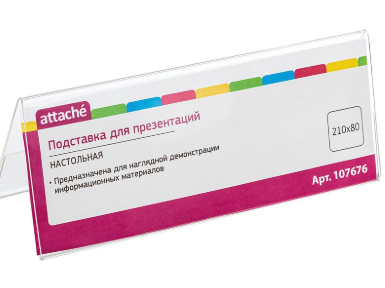 attaché
Подставка для презентаций
НАСТОЛЬНАЯ
• Предназначена для наглядной демонстрации
информационных материалов
210x80
Арт. 107676